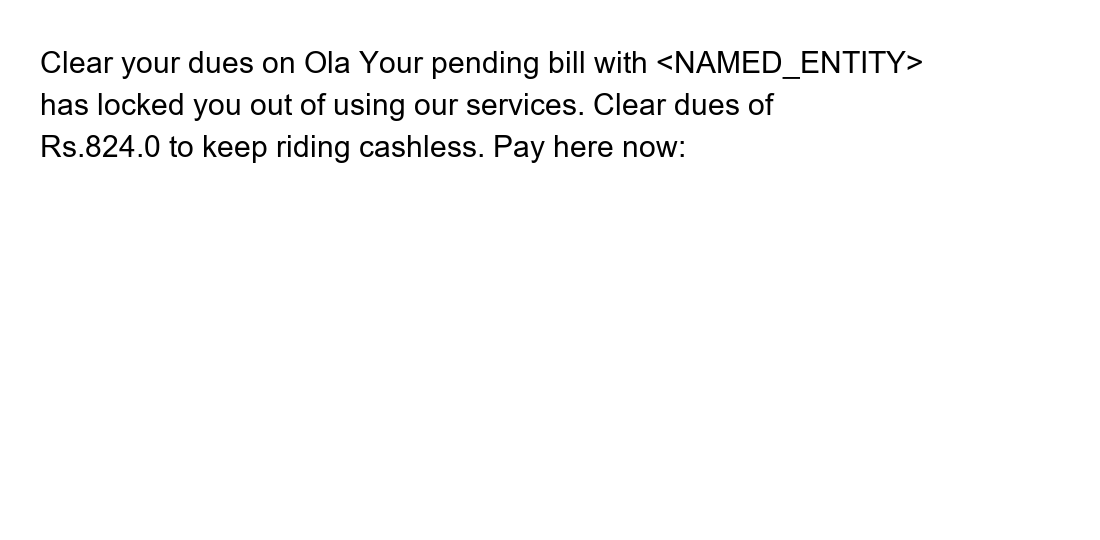 Clear your dues on Ola Your pending bill with <NAMED_ENTITY>
has locked you out of using our services. Clear dues of
Rs.824.0 to keep riding cashless. Pay here now: